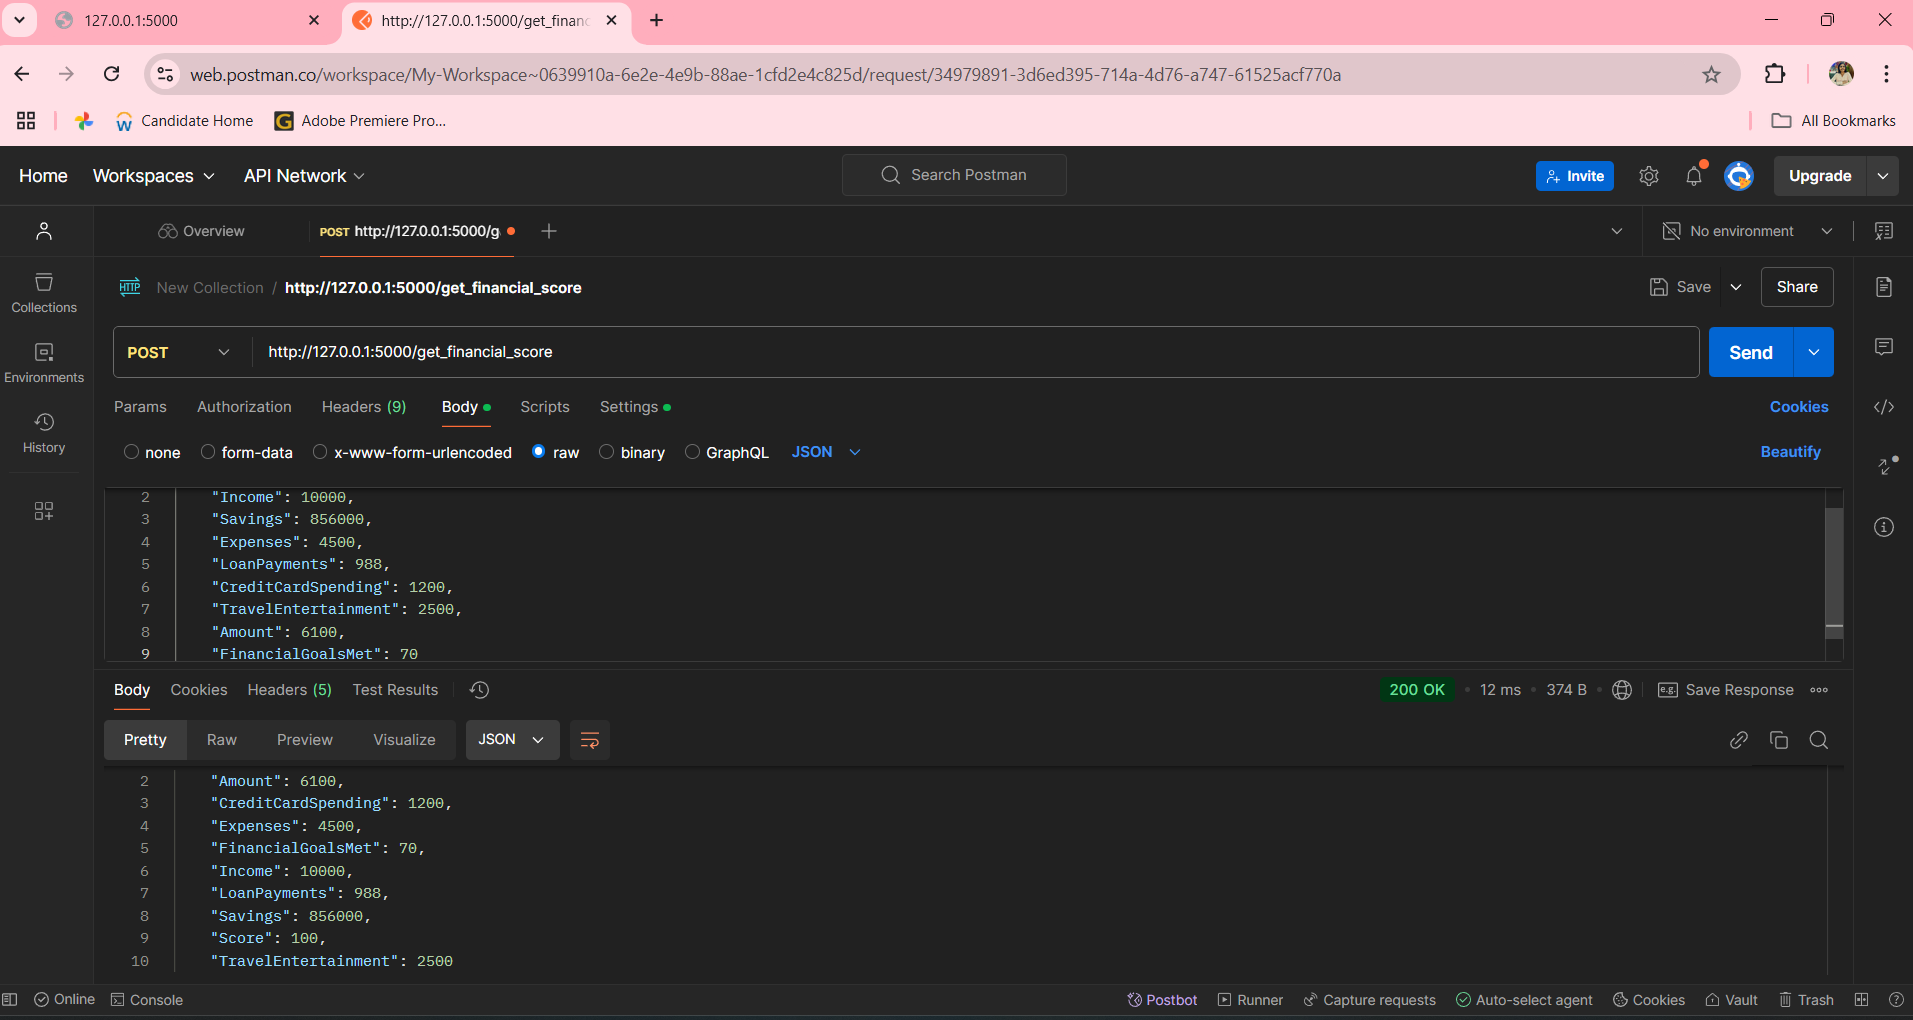 127.0.0.1:5000
http://127.0.0.1:5000/get_financ
web.postman.co/workspace/My-Workspace~0639910a-6e2e-4e9b-88ae-1cfd2e4c825d/request/34979891-3d6ed395-714a-4d76-a747-61525acf770a
Candidate Home
Adobe Premiere Pro...
All Bookmarks
Home Workspaces API Network
Search Postman
Invite
Upgrade
Overview
POST http://127.0.0.1:5000/g
No environment
HTTP New Collection / http://127.0.0.1:5000/get_financial_score
Save
Share
Collections
Environments
History
POST http://127.0.0.1:5000/get_financial_score
Send
Params Authorization Headers (9) Body Scripts Settings
Cookies
none form-data x-www-form-urlencoded raw binary GraphQL JSON
Beautify
2 "Income": 10000,
3 "Savings": 856000,
4 "Expenses": 4500,
5 "LoanPayments": 988,
6 "CreditCardSpending": 1200,
7 "TravelEntertainment": 2500,
8 "Amount": 6100,
9 "FinancialGoalsMet": 70
Body Cookies Headers (5) Test Results
200 OK • 12 ms • 374 B •
e.g. Save Response
Pretty Raw Preview Visualize JSON
2 "Amount": 6100,
3 "CreditCardSpending": 1200,
4 "Expenses": 4500,
5 "FinancialGoalsMet": 70,
6 "Income": 10000,
7 "LoanPayments": 988,
8 "Savings": 856000,
9 "Score": 100,
10 "TravelEntertainment": 2500
Online Console
Postbot Runner Capture requests Auto-select agent Cookies Vault Trash